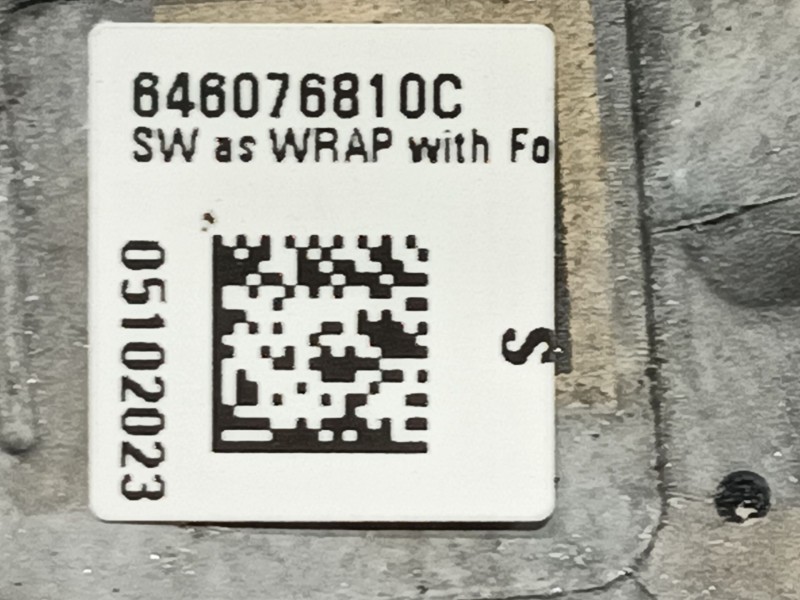 646076810C
SW as WRAP with Fo
05102023
S